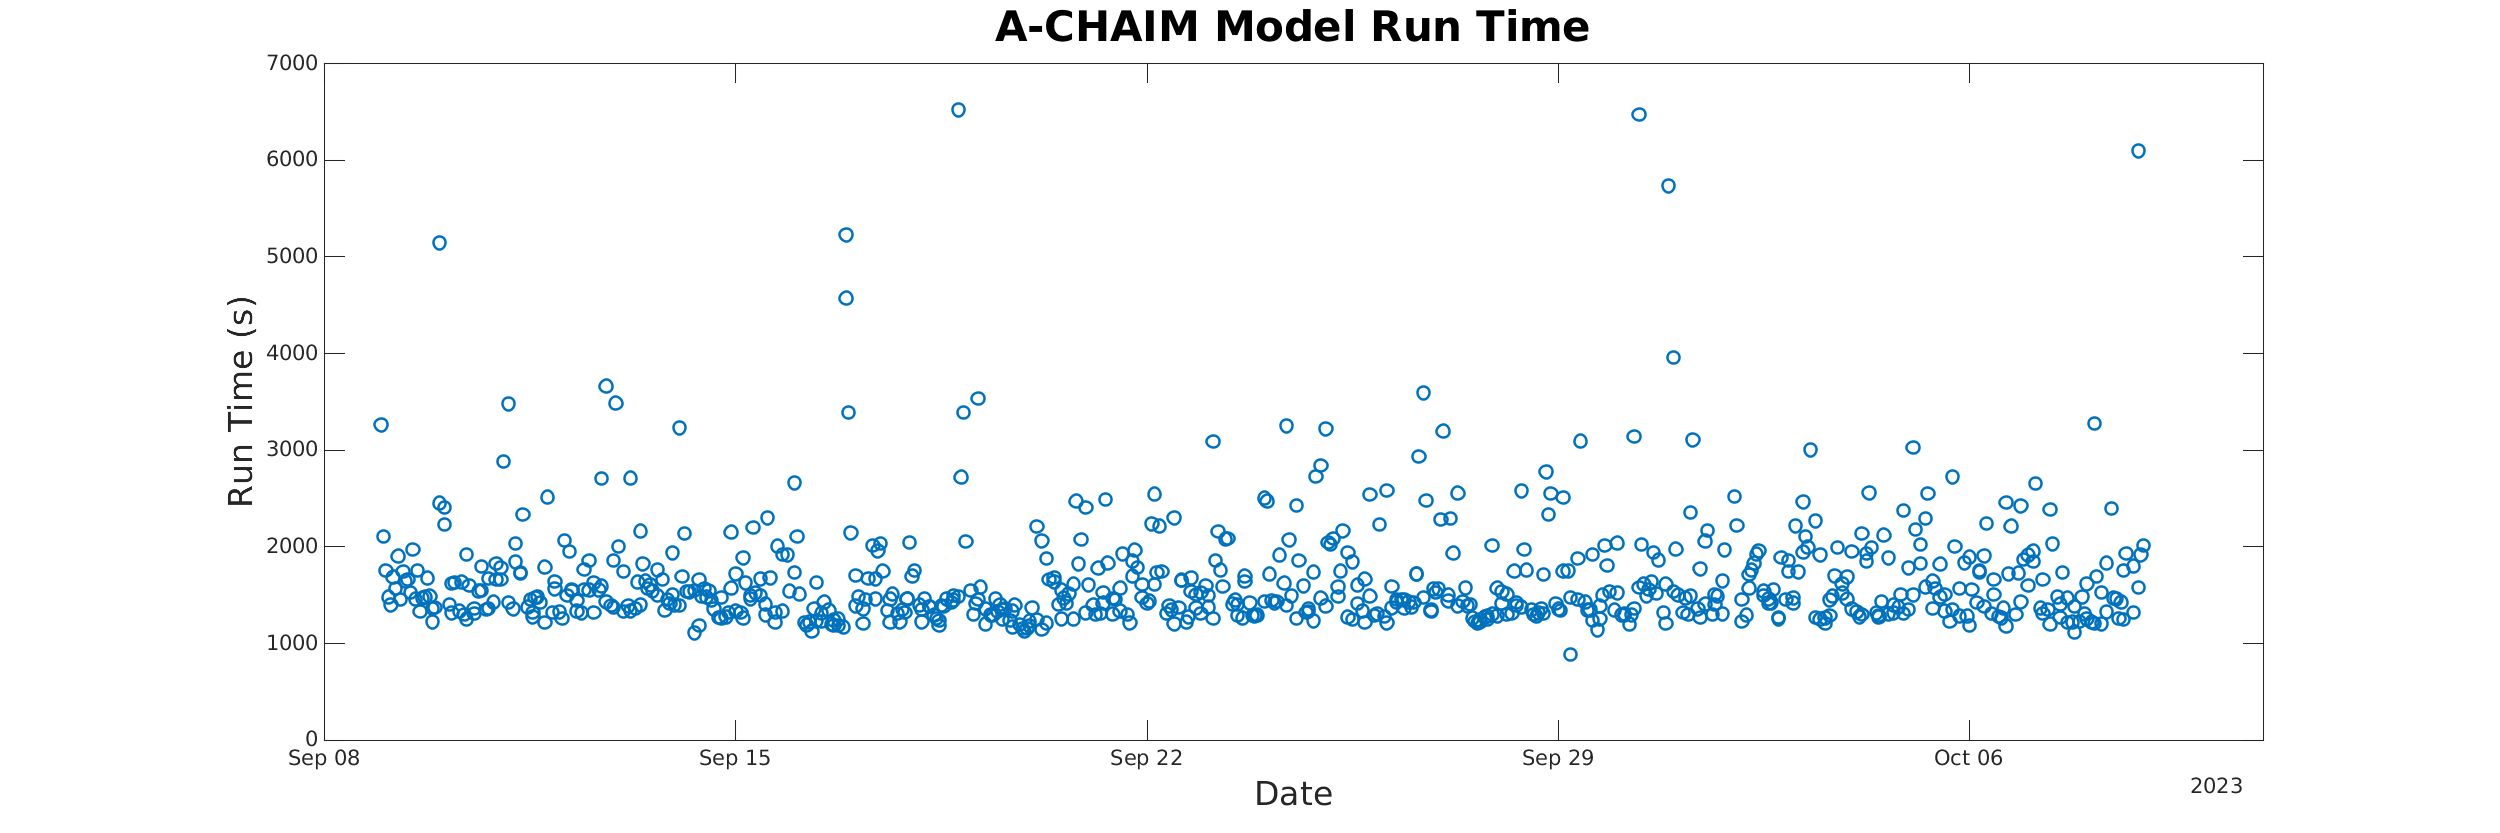 A-CHAIM Model Run Time
7000
6000
5000
4000
3000
2000
1000
0
Run Time (s)
Sep 08 Sep 15 Sep 22 Sep 29 Oct 06
Date
2023